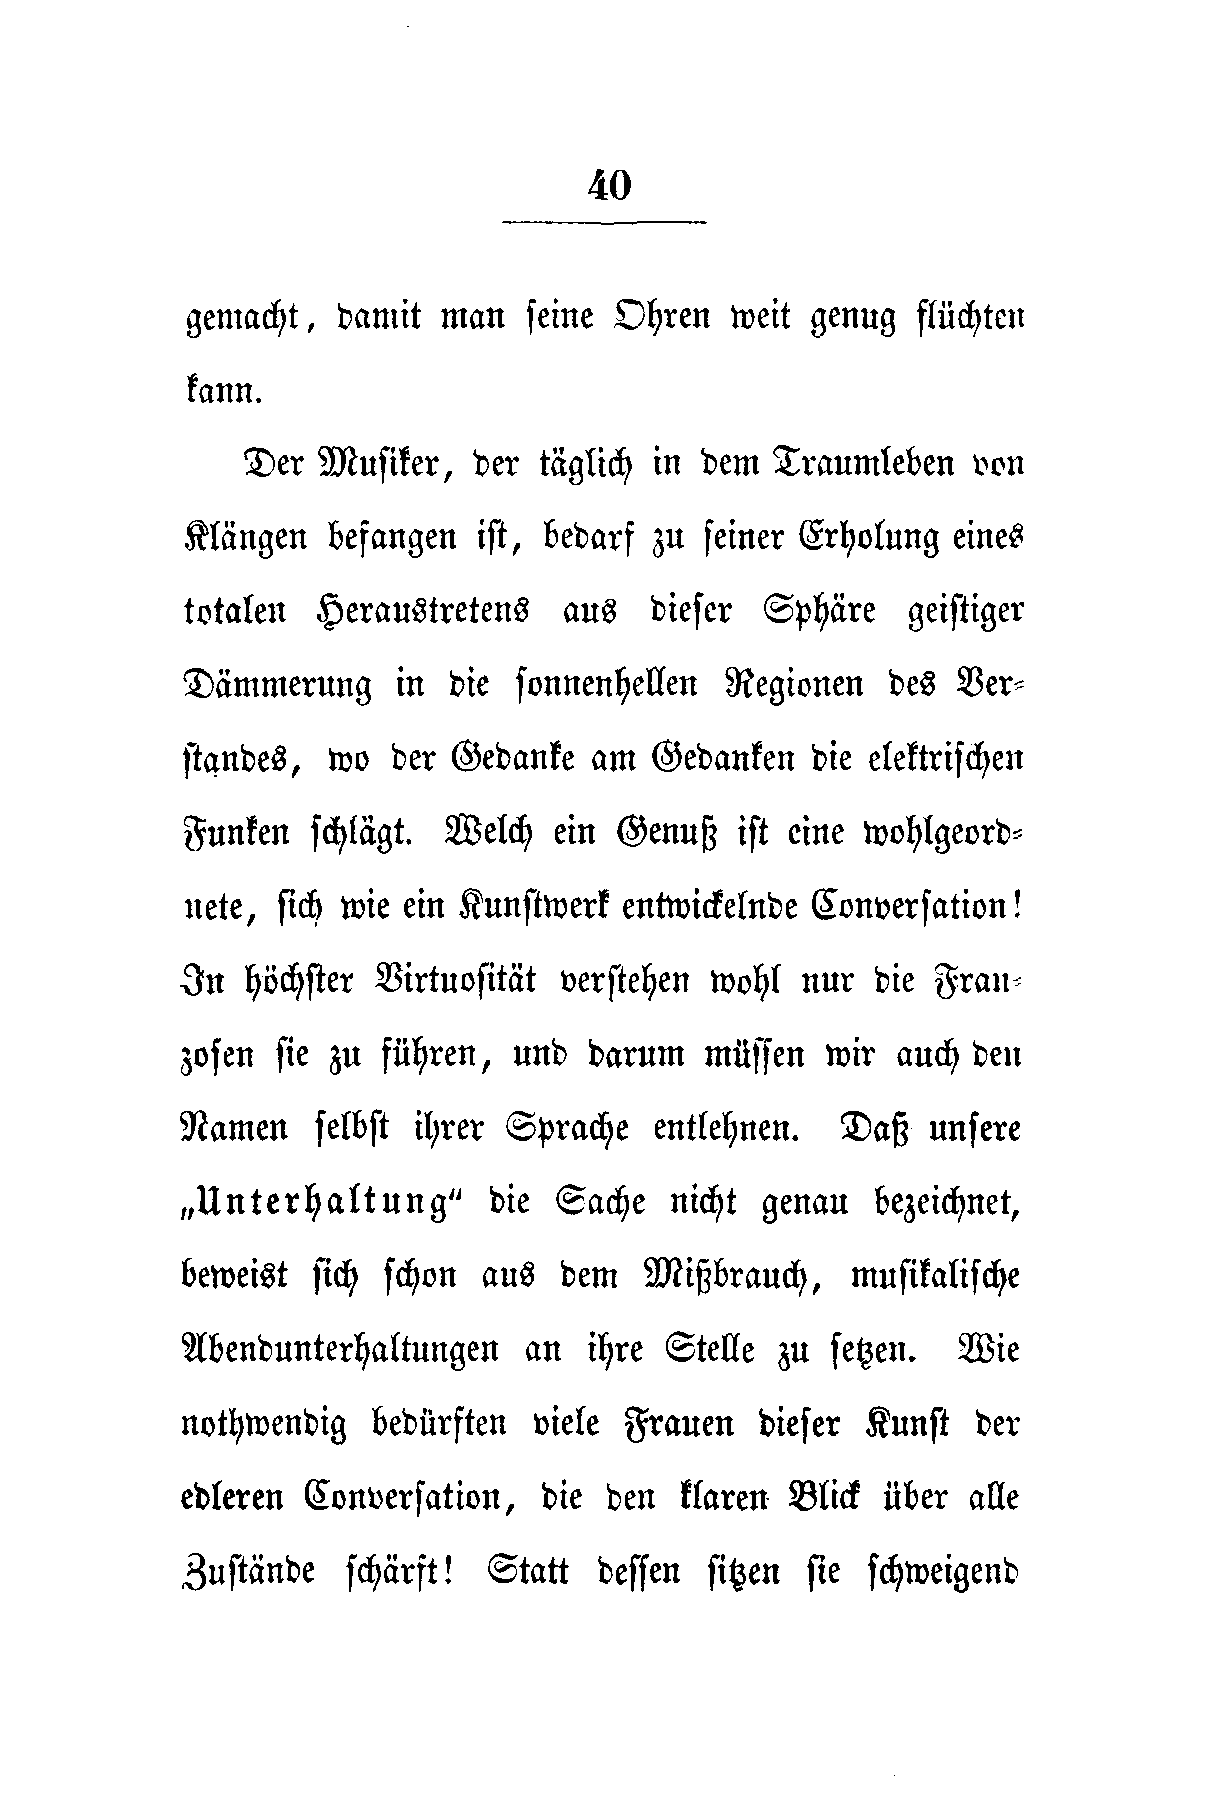 40
gemacht, damit man seine Ohren weit genug flüchten
kann.
Der Musiker, der täglich in dem Traumleben von
Klängen befangen ist, bedarf zu seiner Erholung eines
totalen Heraustretens aus dieser Sphäre geistiger
Dämmerung in die sonnenhellen Regionen des Ver-
standes, wo der Gedanke am Gedanken die elektrischen
Funken schlägt. Welch ein Genuß ist eine wohlgeord-
nete, sich wie ein Kunstwerk entwickelnde Conversation!
In höchster Virtuosität verstehen wohl nur die Fran-
zosen sie zu führen, und darum müssen wir auch den
Namen selbst ihrer Sprache entlehnen. Daß unsere
„Unterhaltung“ die Sache nicht genau bezeichnet,
beweist sich schon aus dem Mißbrauch, musikalische
Abendunterhaltungen an ihre Stelle zu setzen. Wie
nothwendig bedürften viele Frauen dieser Kunst der
edleren Conversation, die den klaren Blick über alle
Zustände schärft! Statt dessen sitzen sie schweigend